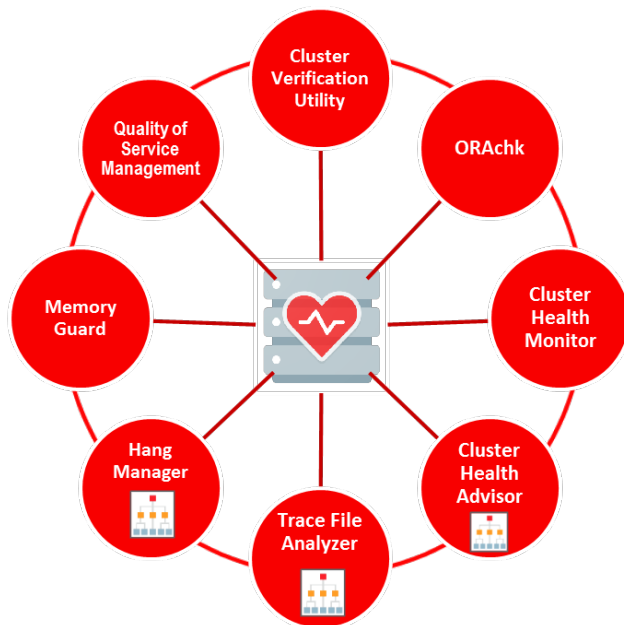 Cluster
Verification
Utility
Quality of
Service
Management
ORAchk
Memory
Guard
Cluster
Health
Monitor
Hang
Manager
Cluster
Health
Advisor
Trace File
Analyzer